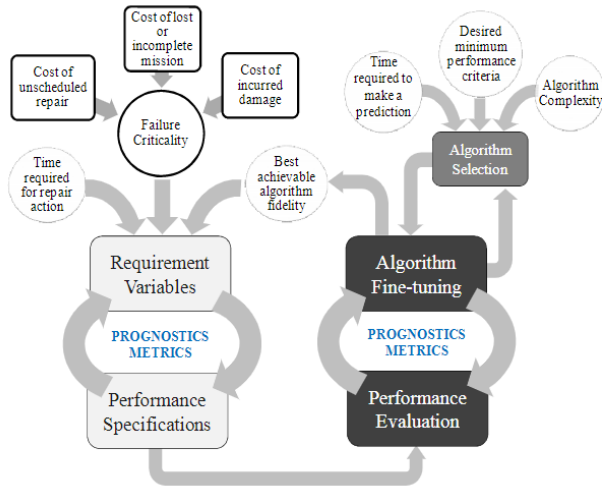 Cost of lost
or
incomplete
mission
Cost of
unscheduled
repair
Cost of
incurred
damage
Failure
Criticality
Time
required
for repair
action
Best
achievable
algorithm
fidelity
Time
required to
make a
prediction
Desired
minimum
performance
criteria
Algorithm
Complexity
Algorithm
Selection
Requirement
Variables
PROGNOSTICS
METRICS
Performance
Specifications
Algorithm
Fine-tuning
PROGNOSTICS
METRICS
Performance
Evaluation